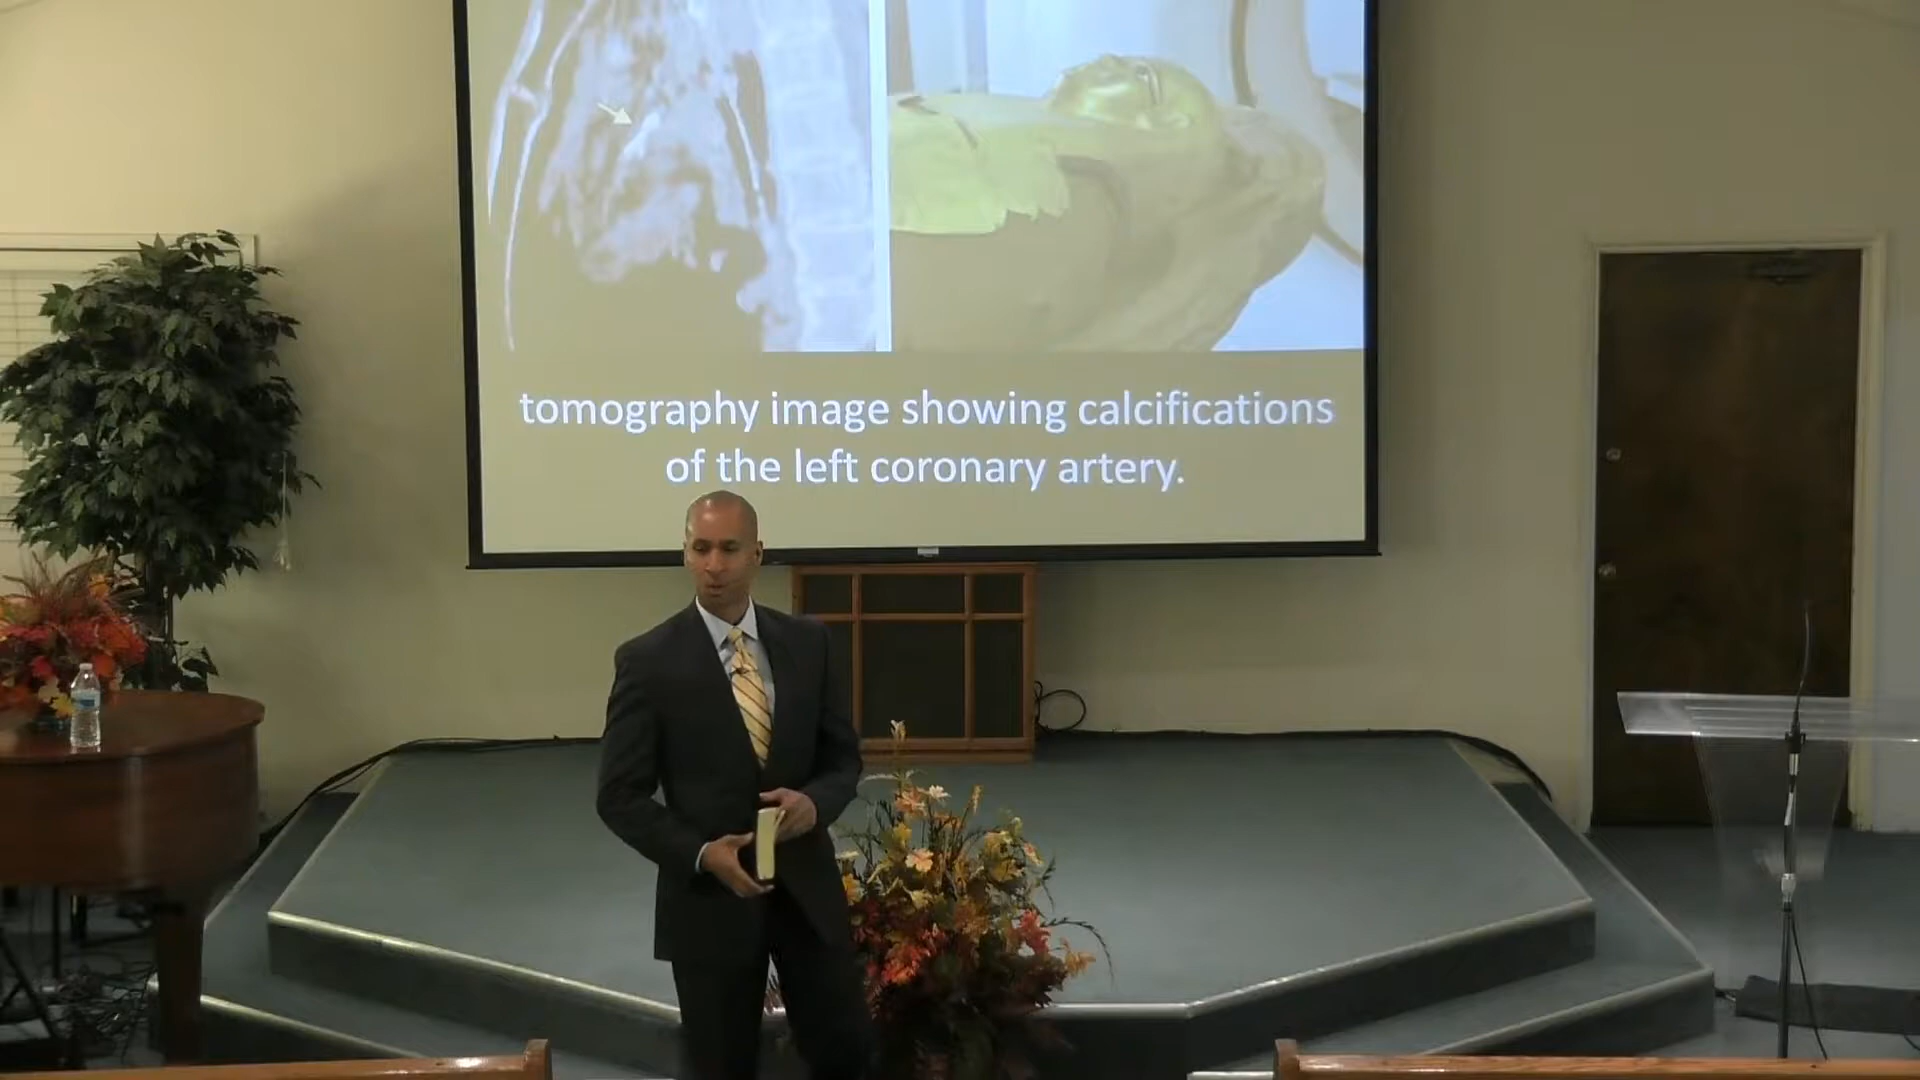 tomography image showing calcifications
of the left coronary artery.